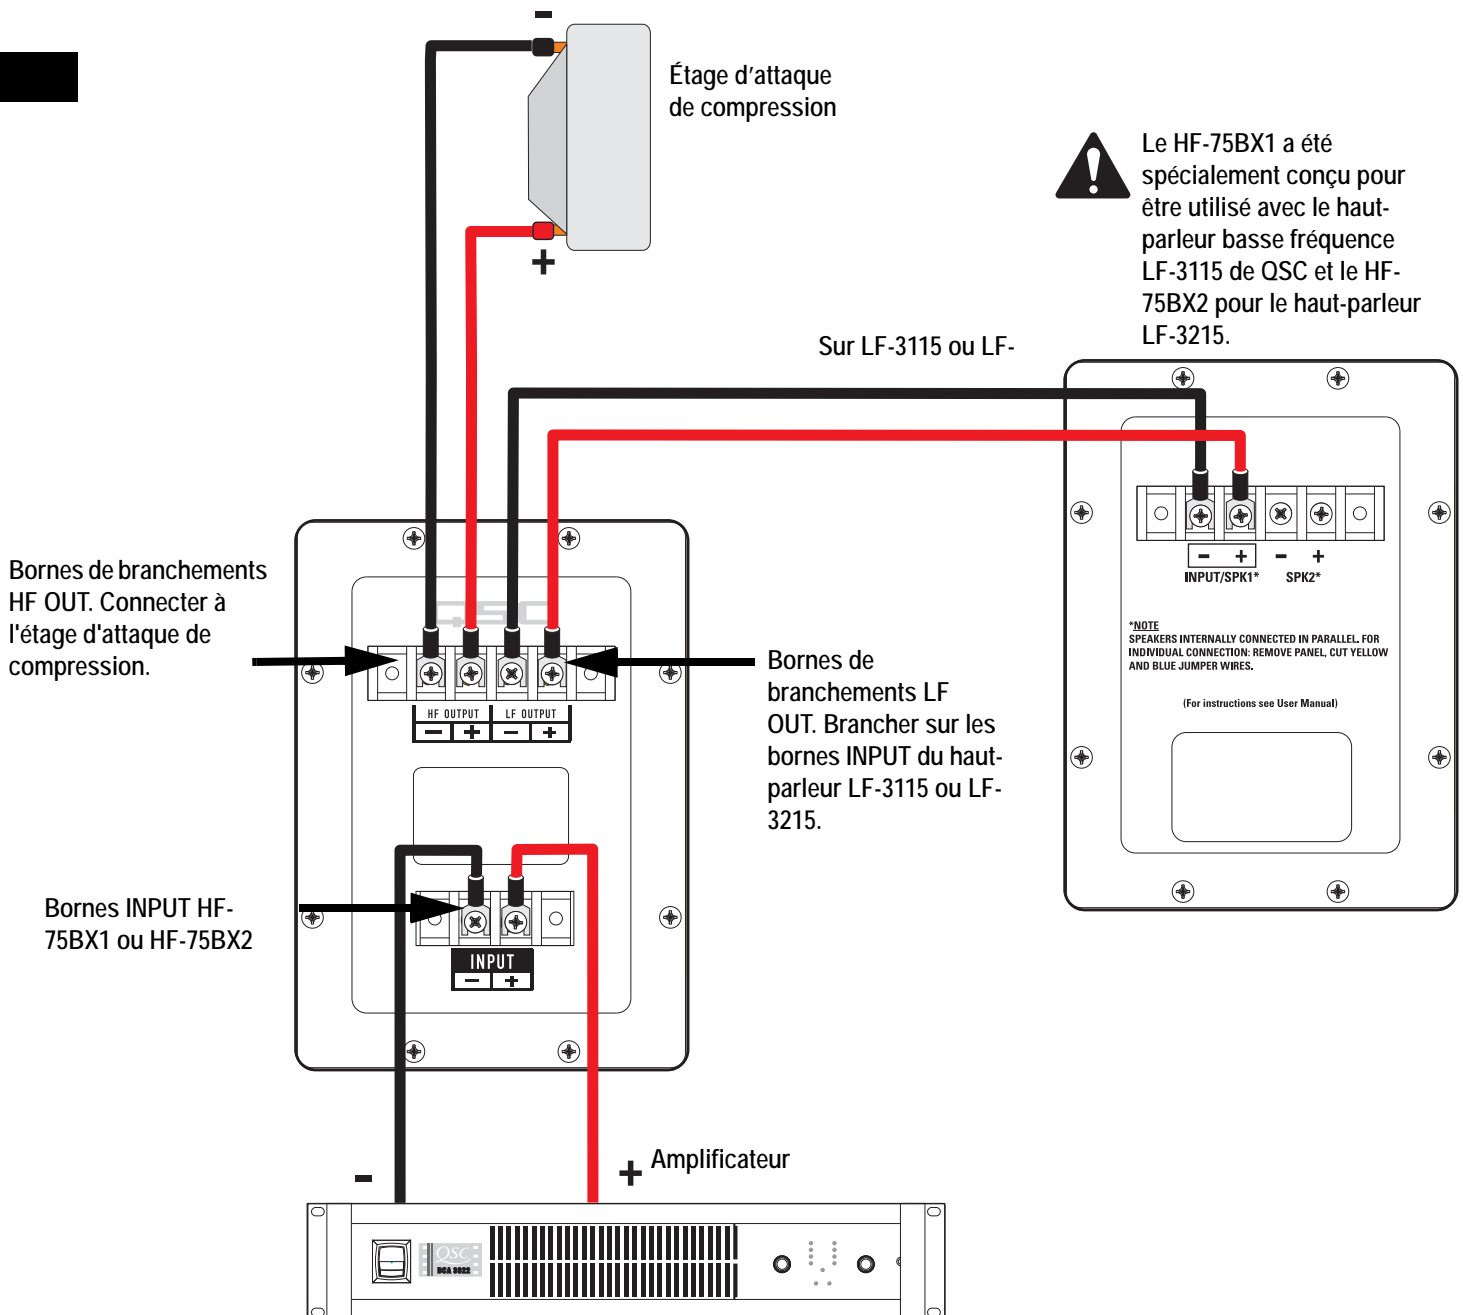 -
Étage d'attaque
de compression
+
Le HF-75BX1 a été
spécialement conçu pour
être utilisé avec le haut-
parleur basse fréquence
LF-3115 de QSC et le HF-
75BX2 pour le haut-parleur
LF-3215.
Sur LF-3115 ou LF-
- + - +
INPUT/SPK1* SPK2*
*NOTE
SPEAKERS INTERNALLY CONNECTED IN PARALLEL. FOR
INDIVIDUAL CONNECTION: REMOVE PANEL, CUT YELLOW
AND BLUE JUMPER WIRES.
(For instructions see User Manual)
Bornes de branchements
HF OUT. Connecter à
l'étage d'attaque de
compression.
QSC
HF OUTPUT LF OUTPUT
- + - +
Bornes de
branchements LF
OUT. Brancher sur les
bornes INPUT du haut-
parleur LF-3115 ou LF-
3215.
Bornes INPUT HF-
75BX1 ou HF-75BX2
INPUT
- +
- +
Amplificateur
QSC
DCA 3022